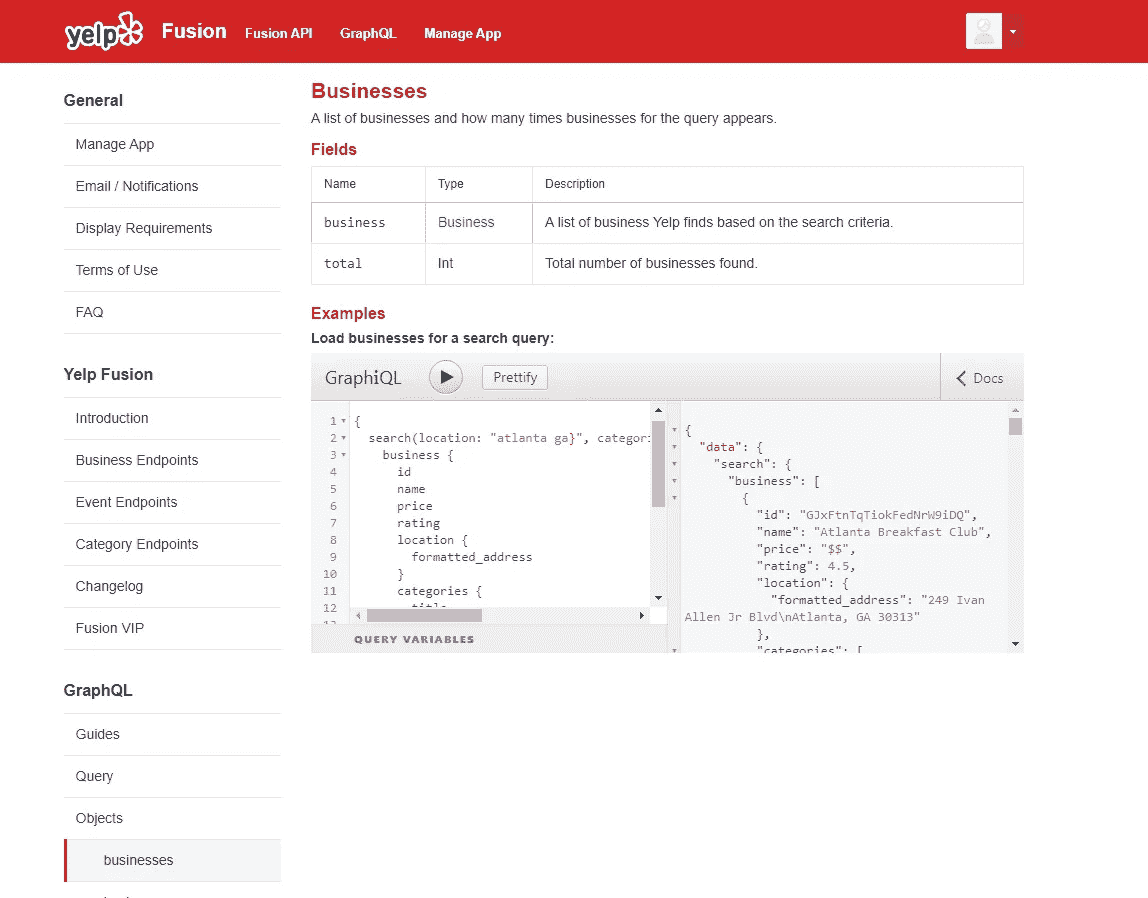 yelp Fusion Fusion API GraphQL Manage App
General
Manage App
Email / Notifications
Display Requirements
Terms of Use
FAQ
Yelp Fusion
Introduction
Business Endpoints
Event Endpoints
Category Endpoints
Changelog
Fusion VIP
GraphQL
Guides
Query
Objects
businesses
Businesses
A list of businesses and how many times businesses for the query appears.
Fields
Name Type Description
business Business A list of business Yelp finds based on the search criteria.
total Int Total number of businesses found.
Examples
Load businesses for a search query:
GraphiQL Prettify Docs
1 {
2 search(location: "atlanta ga}", categori
3 business {
4 id
5 name
6 price
7 rating
8 location {
9 formatted_address
10 }
11 categories {
12 title
13
QUERY VARIABLES
{
"data": {
"search": {
"business": [
{
"id": "GJxFtnTqTiokFedNrW9iDQ",
"name": "Atlanta Breakfast Club",
"price": "$$",
"rating": 4.5,
"location": {
"formatted_address": "249 Ivan
Allen Jr Blvd\nAtlanta, GA 30313"
},
"categories": [